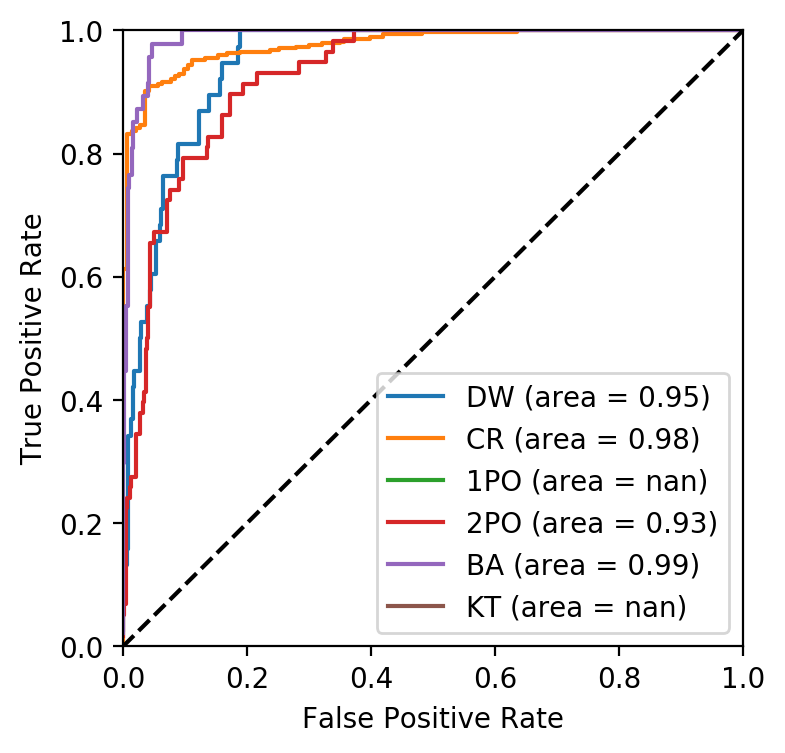 1.0
0.8
0.6
0.4
0.2
0.0
True Positive Rate
DW (area = 0.95)
CR (area = 0.98)
1PO (area = nan)
2PO (area = 0.93)
BA (area = 0.99)
KT (area = nan)
0.0 0.2 0.4 0.6 0.8 1.0
False Positive Rate